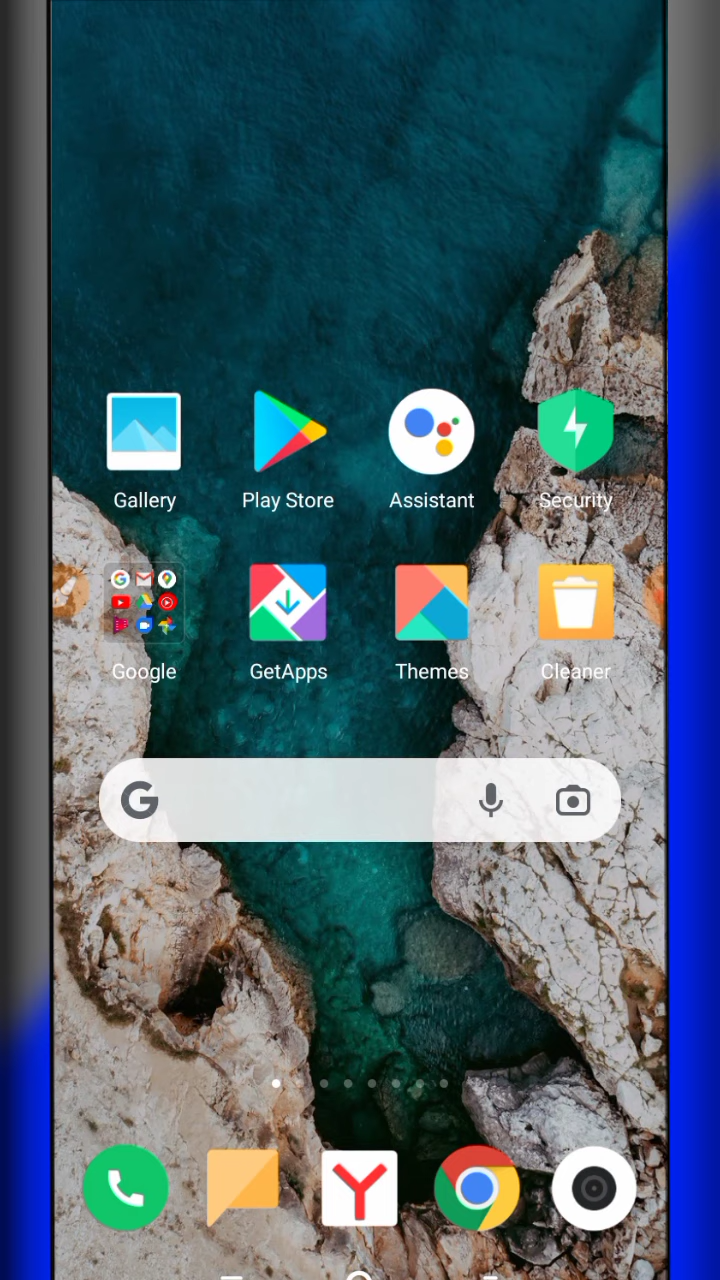 Gallery
Play Store
Assistant
Security
Google
GetApps
Themes
Cleaner